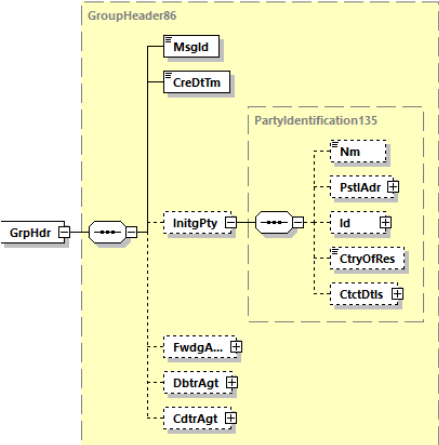 GroupHeader86
MsgId
CreDtTm
PartyIdentification135
Nm
PstlAdr
GrpHdr
InitgPty
Id
CtryOfRes
CtctDtls
FwdgA...
DbtrAgt
CdtrAgt